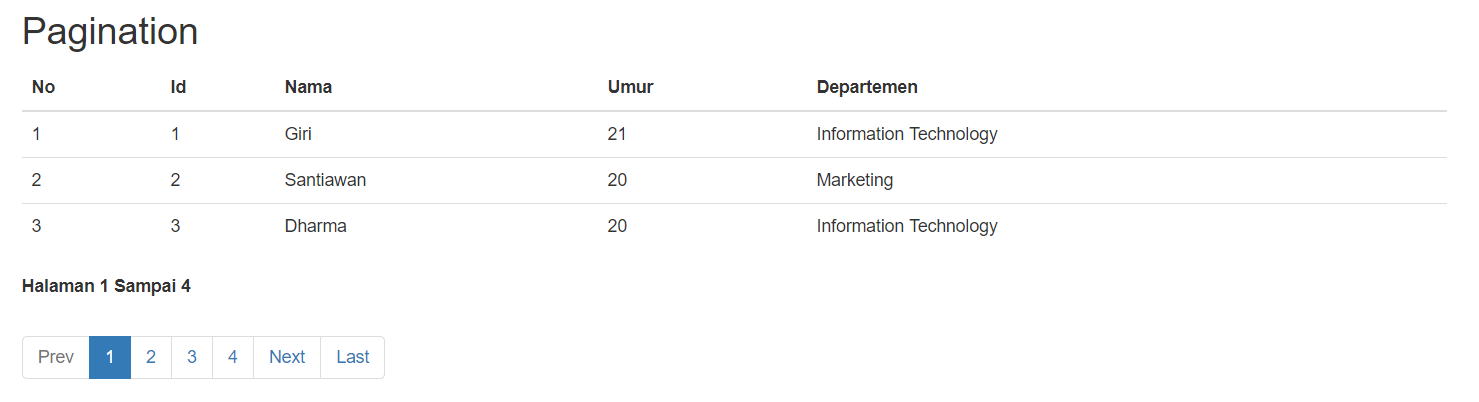 Pagination
No Id Nama Umur Departemen
1 1 Giri 21 Information Technology
2 2 Santiawan 20 Marketing
3 3 Dharma 20 Information Technology
Halaman 1 Sampai 4
Prev 1 2 3 4 Next Last